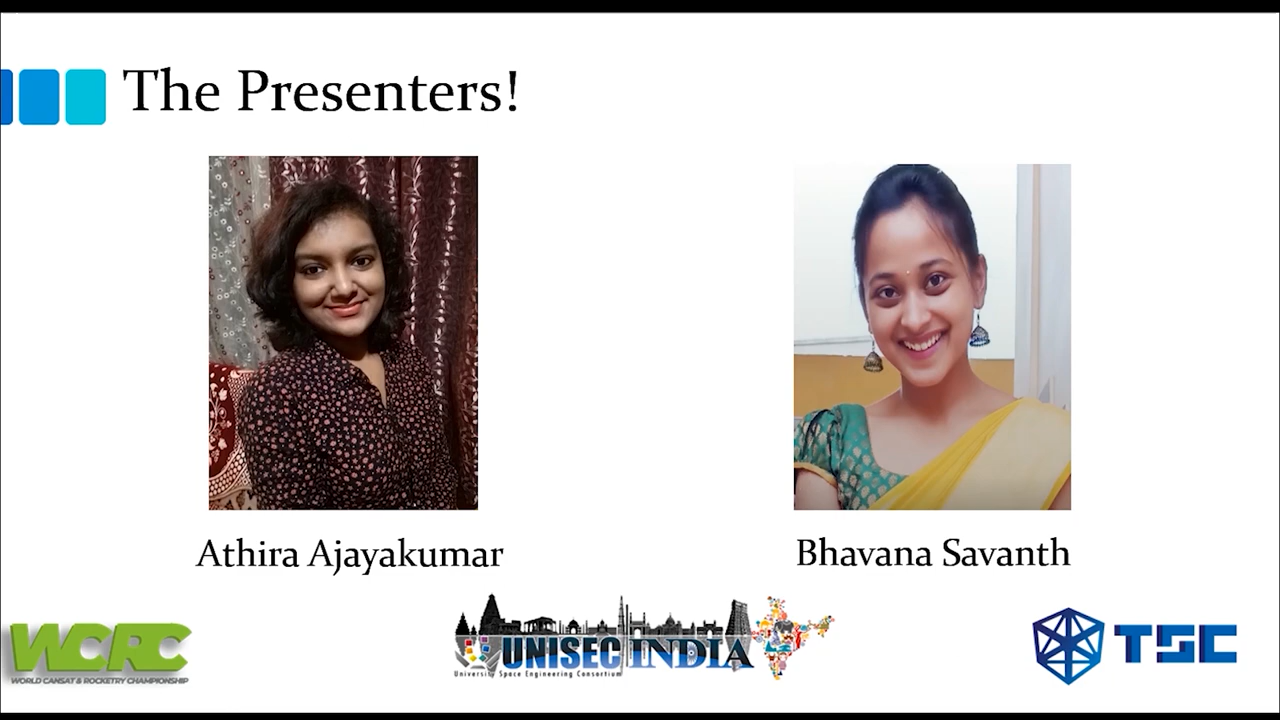 The Presenters!
Athira Ajayakumar
Bhavana Savanth
WCRC
WORLD CANSAT & ROCKETRY CHAMPIONSHIP
UNISEC INDIA
University Space Engineering Consortium
TSC